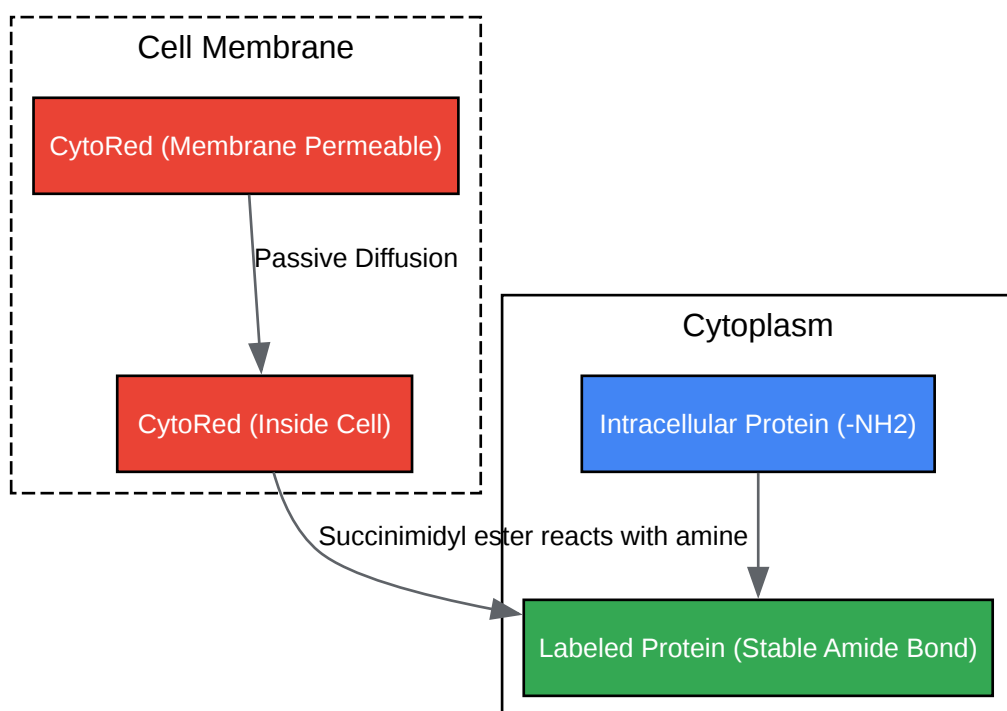 Cell Membrane
CytoRed (Membrane Permeable)
Passive Diffusion
Cytoplasm
CytoRed (Inside Cell)
Intracellular Protein (-NH2)
Succinimidyl ester reacts with amine
Labeled Protein (Stable Amide Bond)